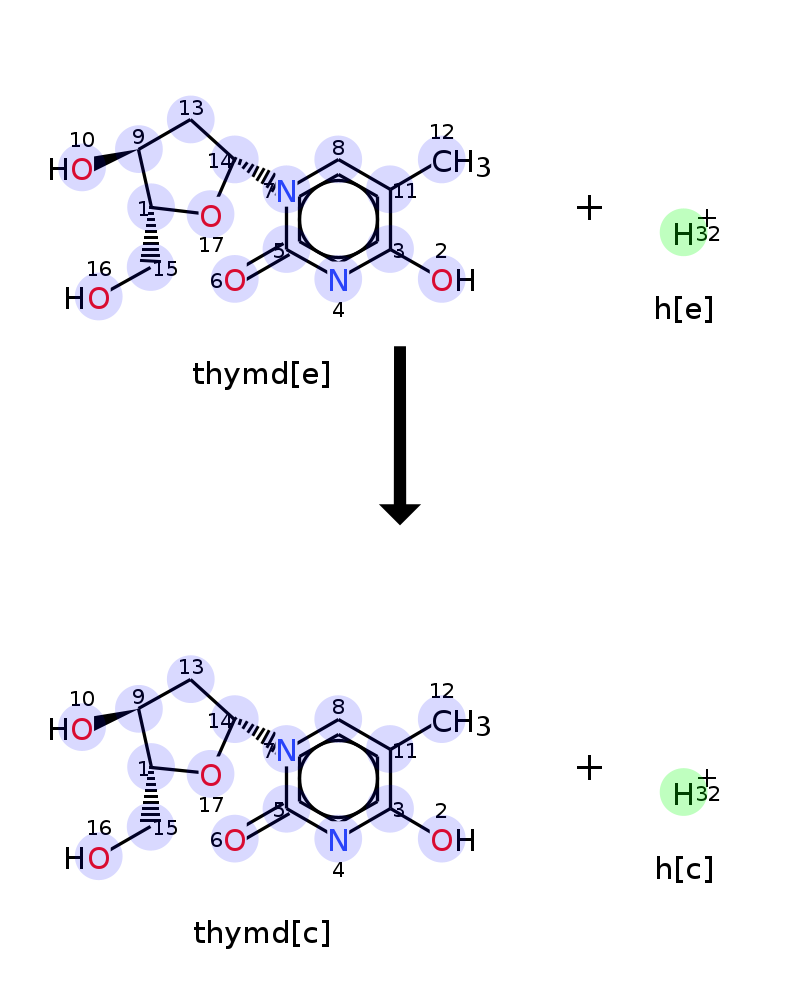 13
10 9 8 12
HO 14 7 N CH3
1 11 + H32+
O
17 5 3 2
16 15 6 O N OH h[e]
HO 4
thymd[e]
13
10 9 8 12
HO 14 7 N CH3
1 11 + H32+
O
17 5 3 2
16 15 6 O N OH h[c]
HO 4
thymd[c]